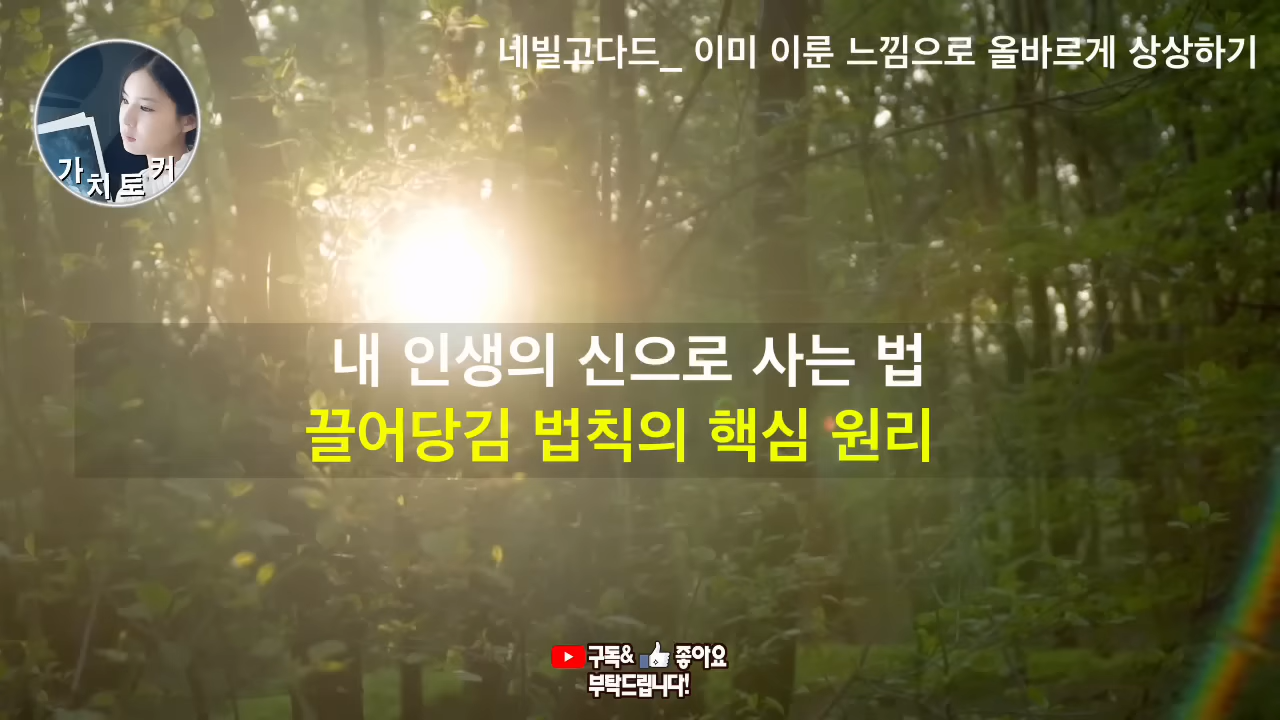 네빌고다드_ 이미 이룬 느낌으로 올바르게 상상하기
가치토커
내 인생의 신으로 사는 법
끌어당김 법칙의 핵심 원리
구독& 좋아요
부탁드립니다!